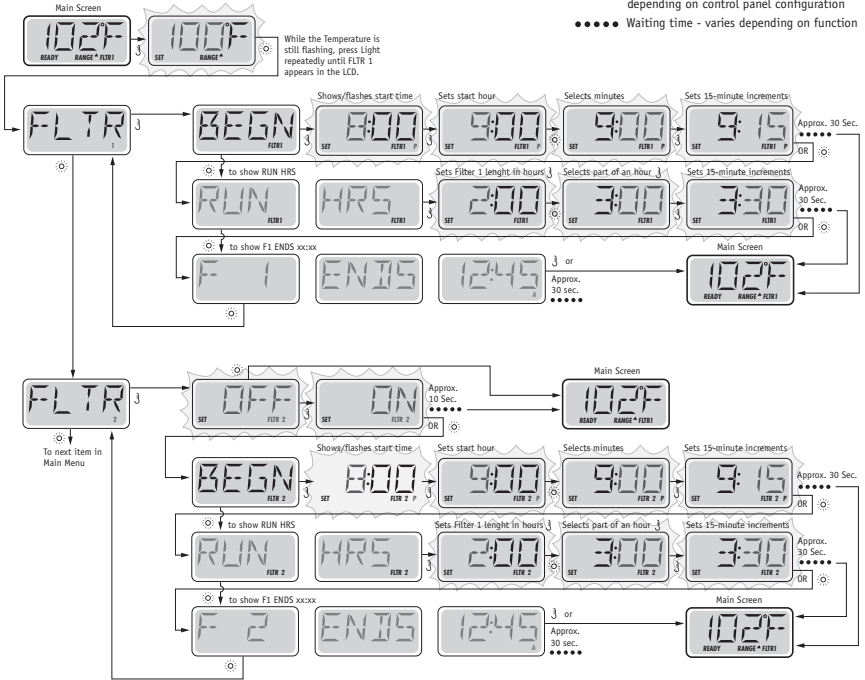 depending on control panel configuration
Waiting time - varies depending on function
Main Screen
102°F
READY RANGE FLTR1
100°F
SET RANGE
While the Temperature is
still flashing, press Light
repeatedly until FLTR 1
appears in the LCD.
Shows/flashes start time
Sets start hour
Selects minutes
Sets 15-minute increments
FLTR
1
BEGN
FLTR1
8:00
SET FLTR1 P
9:00
SET FLTR1 P
9:00
SET FLTR1 P
9:15
SET FLTR1 P
Approx. 30 Sec.
OR
to show RUN HRS
Sets Filter 1 lenght in hours
Selects part of an hour
Sets 15-minute increments
RUN
FLTR1
HRS
FLTR1
2:00
SET FLTR1
3:00
SET FLTR1
3:30
SET FLTR1
Approx.
30 Sec.
OR
to show F1 ENDS xx:xx
Main Screen
F 1
ENDS
12:45
A
or
Approx.
30 sec.
102°F
READY RANGE FLTR1
FLTR
2
OFF
SET FLTR 2
ON
SET FLTR 2
Approx.
10 Sec.
OR
Main Screen
102°F
READY RANGE FLTR1
To next item in
Main Menu
Shows/flashes start time
Sets start hour
Selects minutes
Sets 15-minute increments
BEGN
FLTR 2
8:00
SET FLTR 2 P
9:00
SET FLTR 2 P
9:00
SET FLTR 2 P
9:15
SET FLTR 2 P
Approx. 30 Sec.
OR
to show RUN HRS
Sets Filter 1 lenght in hours
Selects part of an hour
Sets 15-minute increments
RUN
FLTR 2
HRS
FLTR 2
2:00
SET FLTR 2
3:00
SET FLTR 2
3:30
SET FLTR 2
Approx.
30 Sec.
OR
to show F1 ENDS xx:xx
Main Screen
F 2
ENDS
12:45
A
or
Approx.
30 sec.
102°F
READY RANGE FLTR1